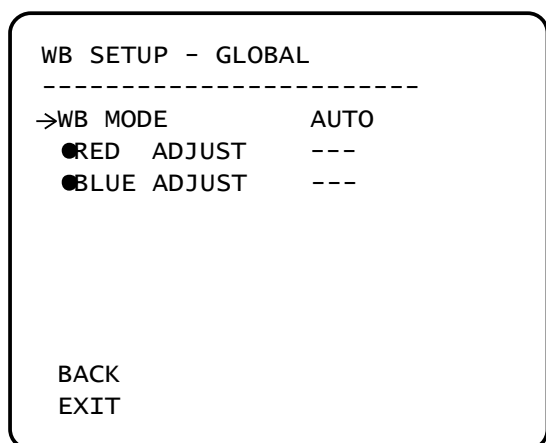 WB SETUP - GLOBAL
------------------------
→WB MODE AUTO
●RED ADJUST ---
●BLUE ADJUST ---
BACK
EXIT